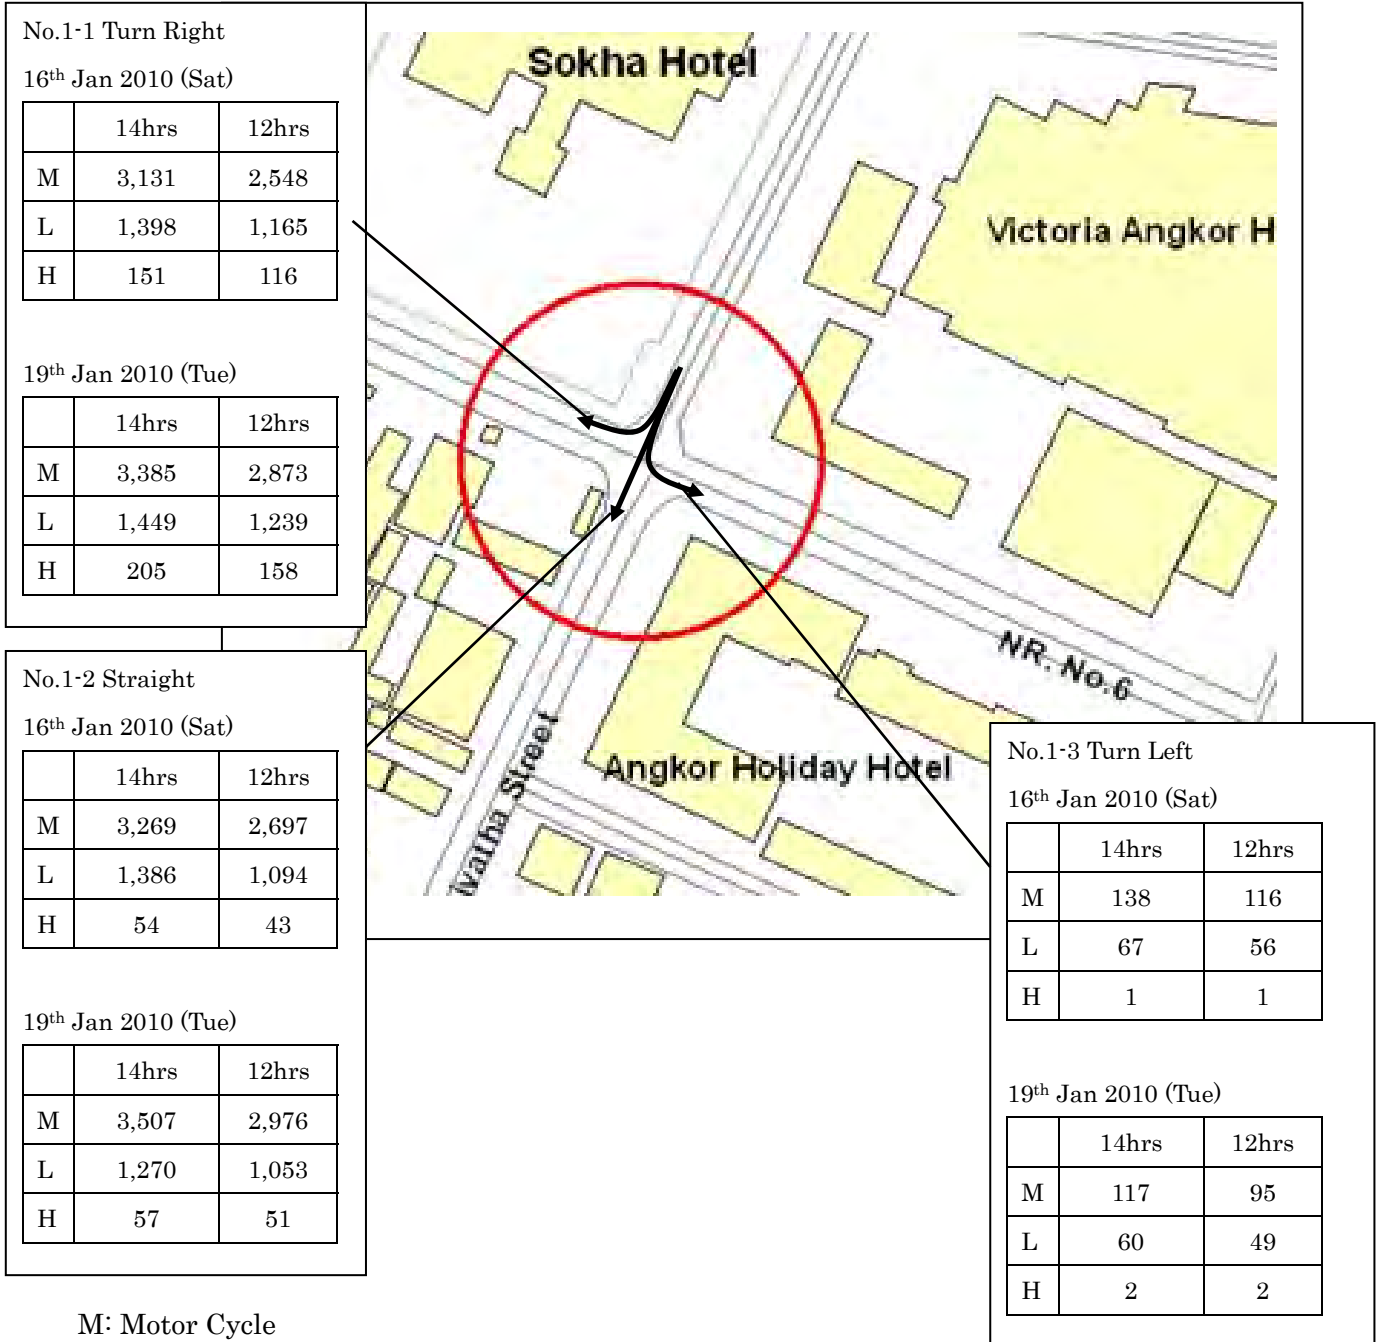 No.1-1 Turn Right
16th Jan 2010 (Sat)
14hrs 12hrs
M 3,131 2,548
L 1,398 1,165
H 151 116
19th Jan 2010 (Tue)
14hrs 12hrs
M 3,385 2,873
L 1,449 1,239
H 205 158
Sokha Hotel
Victoria Angkor H
NR. No.6
Angkor Holiday Hotel
ivatha Street
No.1-2 Straight
16th Jan 2010 (Sat)
14hrs 12hrs
M 3,269 2,697
L 1,386 1,094
H 54 43
19th Jan 2010 (Tue)
14hrs 12hrs
M 3,507 2,976
L 1,270 1,053
H 57 51
No.1-3 Turn Left
16th Jan 2010 (Sat)
14hrs 12hrs
M 138 116
L 67 56
H 1 1
19th Jan 2010 (Tue)
14hrs 12hrs
M 117 95
L 60 49
H 2 2
M: Motor Cycle